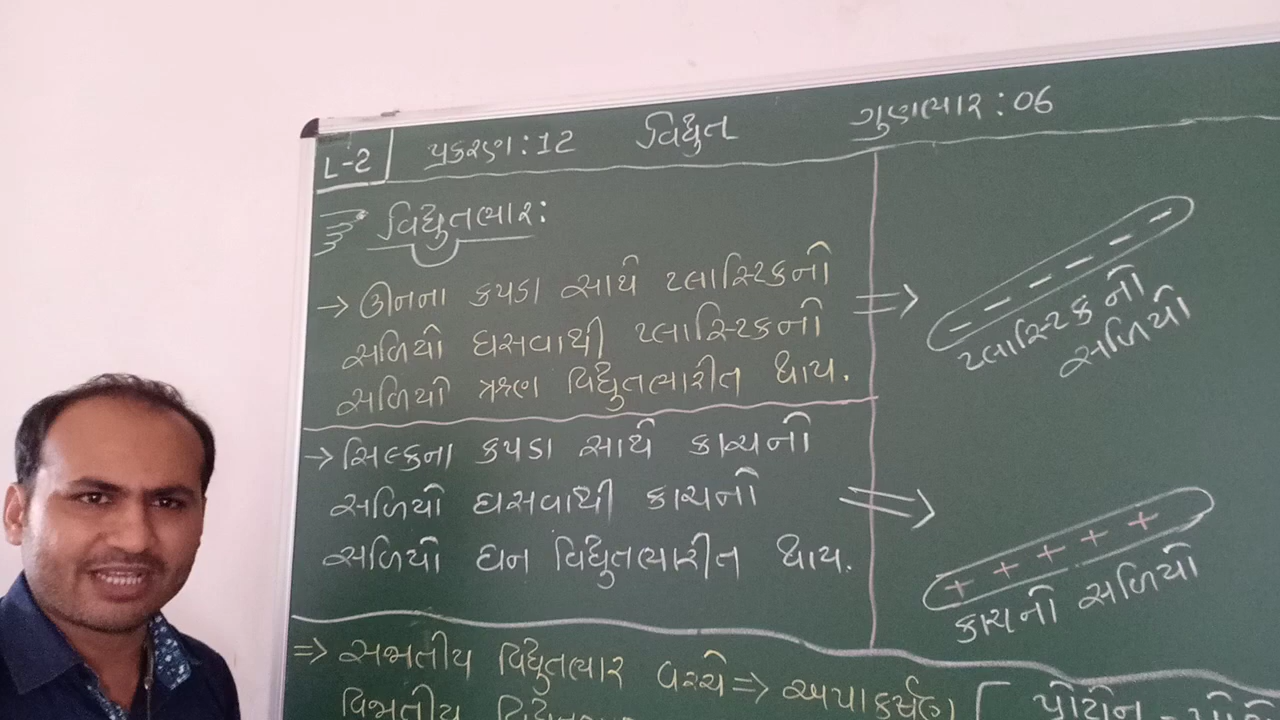 L-2
પ્રકરણ : 12 વિદ્યુત ગુણભાર : 06
વિદ્યુતભાર :
→ ઊનના કપડા સાથે પ્લાસ્ટિકનો
સળિયો ઘસવાથી પ્લાસ્ટિકનો
સળિયો ઋણ વિદ્યુતભારીત થાય.
⇒ પ્લાસ્ટિકનો
સળિયો
→ સિલ્કના કપડા સાથે કાચનો
સળિયો ઘસવાથી કાચનો
સળિયો ધન વિદ્યુતભારીત થાય.
⇒ + + + + +
કાચનો સળિયો
⇒ સજાતીય વિદ્યુતભાર વચ્ચે ⇒ અપાકર્ષણ
વિજાતીય
પ્રોટોન -